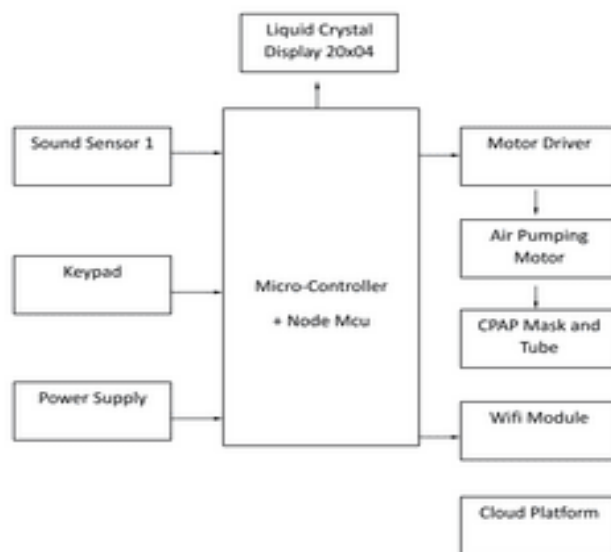 Liquid Crystal
Display 20x04
Sound Sensor 1
Motor Driver
Air Pumping
Motor
Keypad
Micro-Controller
+ Node Mcu
CPAP Mask and
Tube
Power Supply
Wifi Module
Cloud Platform